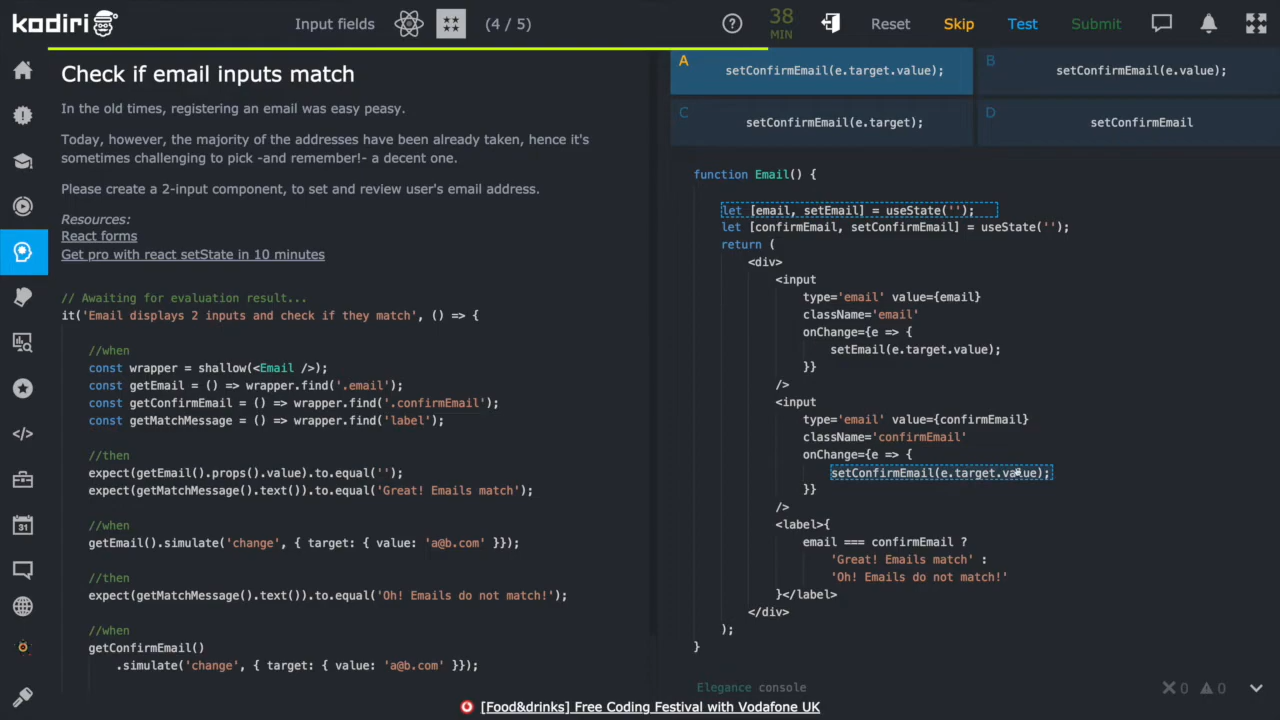 kodiri
Input fields
(4 / 5)
?
38
MIN
Reset
Skip
Test
Submit
Check if email inputs match
In the old times, registering an email was easy peasy.
Today, however, the majority of the addresses have been already taken, hence it's
sometimes challenging to pick -and remember!- a decent one.
Please create a 2-input component, to set and review user's email address.
Resources:
React forms
Get pro with react setState in 10 minutes
// Awaiting for evaluation result...
it('Email displays 2 inputs and check if they match', () => {
//when
const wrapper = shallow(<Email />);
const getEmail = () => wrapper.find('.email');
const getConfirmEmail = () => wrapper.find('.confirmEmail');
const getMatchMessage = () => wrapper.find('label');
//then
expect(getEmail().props().value).to.equal('');
expect(getMatchMessage().text()).to.equal('Great! Emails match');
//when
getEmail().simulate('change', { target: { value: 'a@b.com' }});
//then
expect(getMatchMessage().text()).to.equal('Oh! Emails do not match!');
//when
getConfirmEmail()
.simulate('change', { target: { value: 'a@b.com' }});
A
setConfirmEmail(e.target.value);
B
setConfirmEmail(e.value);
C
setConfirmEmail(e.target);
D
setConfirmEmail
function Email() {
let [email, setEmail] = useState('');
let [confirmEmail, setConfirmEmail] = useState('');
return (
<div>
<input
type='email' value={email}
className='email'
onChange={e => {
setEmail(e.target.value);
}}
/>
<input
type='email' value={confirmEmail}
className='confirmEmail'
onChange={e => {
setConfirmEmail(e.target.value);
}}
/>
<label>{
email === confirmEmail ?
'Great! Emails match' :
'Oh! Emails do not match!'
}</label>
</div>
);
}
Elegance console
0
0
31
[Food&drinks] Free Coding Festival with Vodafone UK